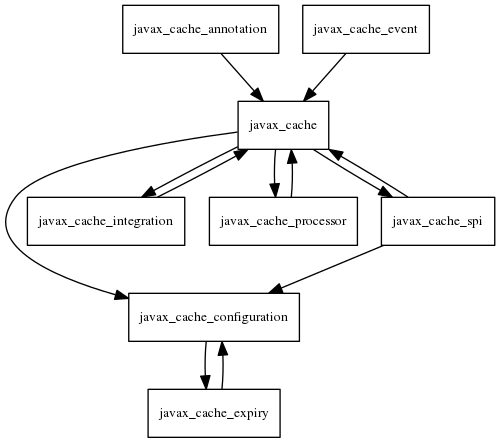 javax_cache_annotation
javax_cache_event
javax_cache
javax_cache_integration
javax_cache_processor
javax_cache_spi
javax_cache_configuration
javax_cache_expiry